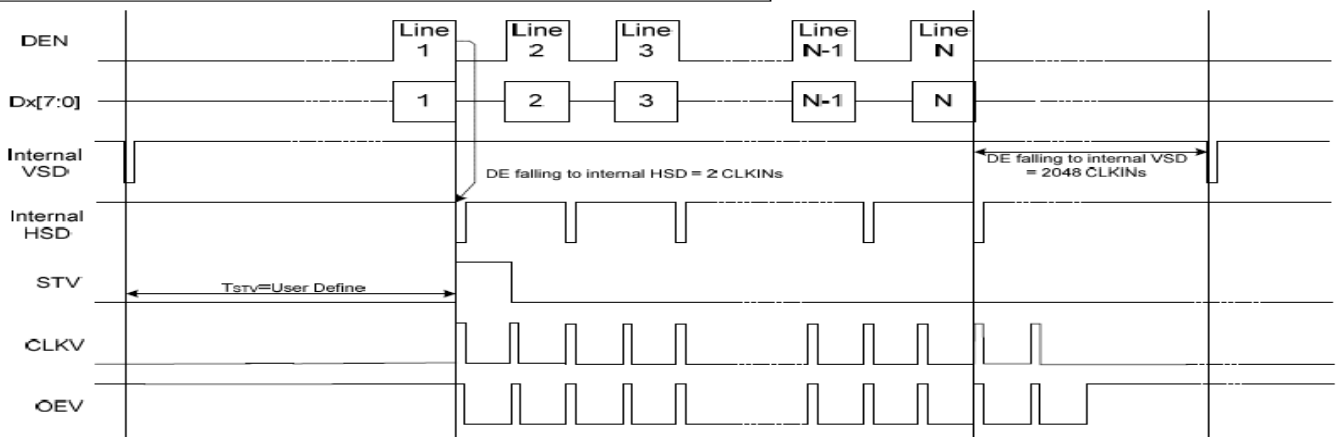 DEN
Line 1
Line 2
Line 3
Line N-1
Line N
Dx[7:0]
1
2
3
N-1
N
Internal VSD
DE falling to internal HSD = 2 CLKINs
DE falling to internal VSD
= 2048 CLKINs
Internal HSD
STV
TSTV=User Define
CLKV
OEV